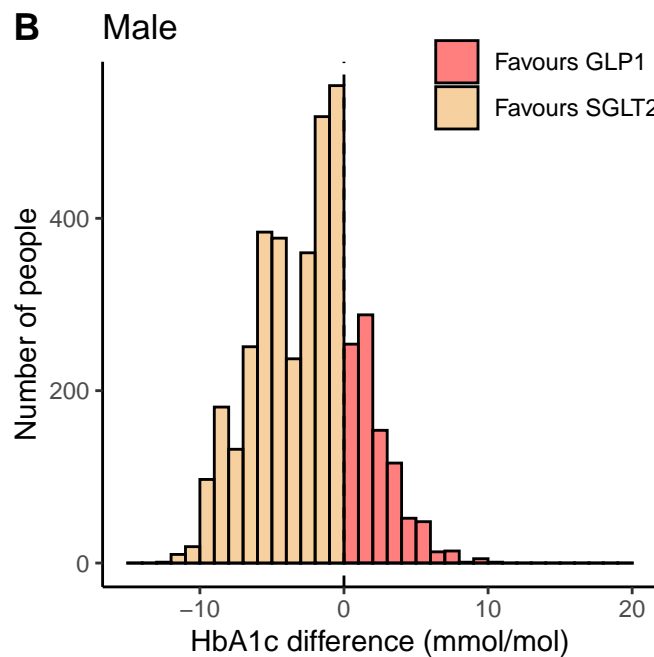 B Male
Favours GLP1
Favours SGLT2
Number of people
400
200
0
−10 0 10 20
HbA1c difference (mmol/mol)